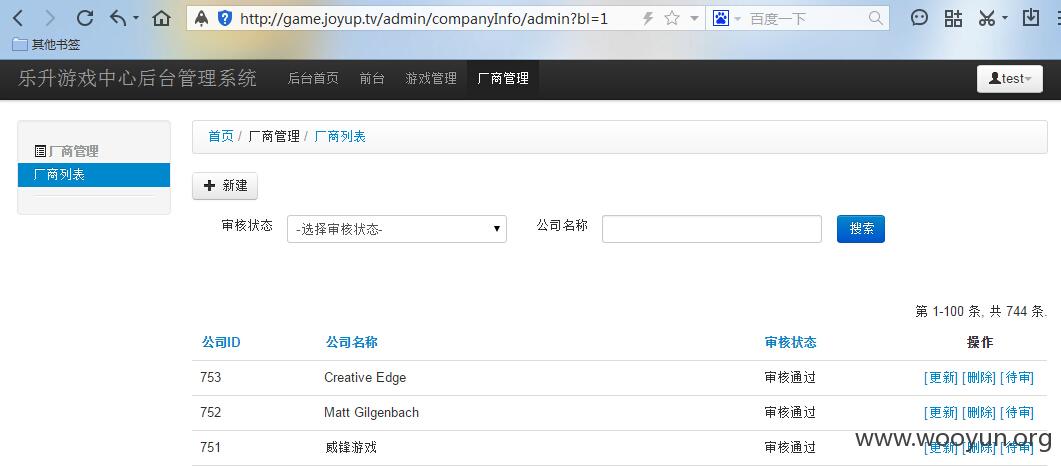 http://game.joyup.tv/admin/companyInfo/admin?bl=1 百度一下
其他书签
乐升游戏中心后台管理系统 后台首页 前台 游戏管理 厂商管理 test
首页 / 厂商管理 / 厂商列表
厂商管理
厂商列表
新建
审核状态 -选择审核状态- 公司名称 搜索
第 1-100 条, 共 744 条.
公司ID 公司名称 审核状态 操作
753 Creative Edge 审核通过 [更新] [删除] [待审]
752 Matt Gilgenbach 审核通过 [更新] [删除] [待审]
751 威锋游戏 审核通过 [更新] [删除] [待审]
www.wooyun.org